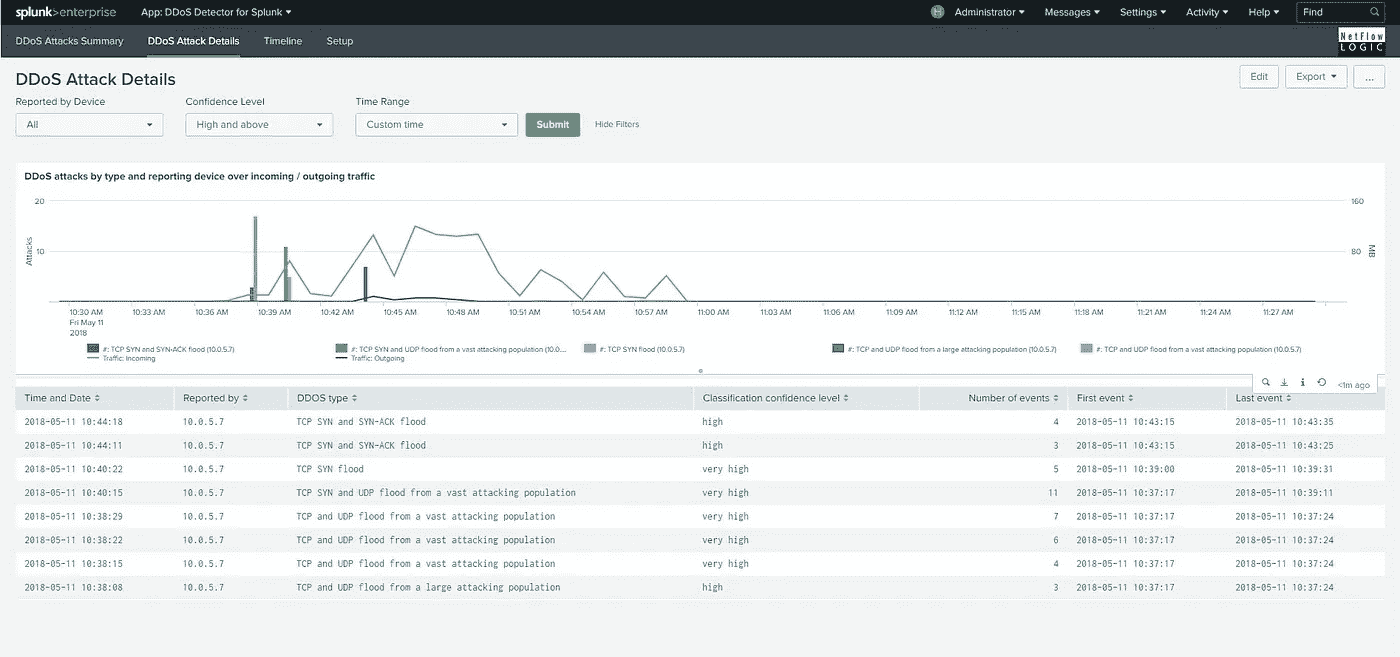 splunk>enterprise App: DDoS Detector for Splunk Administrator Messages Settings Activity Help Find
DDoS Attacks Summary DDoS Attack Details Timeline Setup NetFlow LOGIC
DDoS Attack Details Edit Export ...
Reported by Device Confidence Level Time Range
All High and above Custom time Submit Hide Filters
DDoS attacks by type and reporting device over incoming / outgoing traffic
20 160
10 80
Attacks MB
10:30 AM 10:33 AM 10:36 AM 10:39 AM 10:42 AM 10:45 AM 10:48 AM 10:51 AM 10:54 AM 10:57 AM 11:00 AM 11:03 AM 11:06 AM 11:09 AM 11:12 AM 11:15 AM 11:18 AM 11:21 AM 11:24 AM 11:27 AM
Fri May 11
2018
#: TCP SYN and SYN-ACK flood (10.0.5.7) #: TCP SYN and UDP flood from a vast attacking population (10.0.... #: TCP SYN flood (10.0.5.7) #: TCP and UDP flood from a large attacking population (10.0.5.7) #: TCP and UDP flood from a vast attacking population (10.0.5.7)
Traffic: Incoming Traffic: Outgoing
<1m ago
Time and Date Reported by DDOS type Classification confidence level Number of events First event Last event
2018-05-11 10:44:18 10.0.5.7 TCP SYN and SYN-ACK flood high 4 2018-05-11 10:43:15 2018-05-11 10:43:35
2018-05-11 10:44:11 10.0.5.7 TCP SYN and SYN-ACK flood high 3 2018-05-11 10:43:15 2018-05-11 10:43:25
2018-05-11 10:40:22 10.0.5.7 TCP SYN flood very high 5 2018-05-11 10:39:00 2018-05-11 10:39:31
2018-05-11 10:40:15 10.0.5.7 TCP SYN and UDP flood from a vast attacking population very high 11 2018-05-11 10:37:17 2018-05-11 10:39:11
2018-05-11 10:38:29 10.0.5.7 TCP and UDP flood from a vast attacking population very high 7 2018-05-11 10:37:17 2018-05-11 10:37:24
2018-05-11 10:38:22 10.0.5.7 TCP and UDP flood from a vast attacking population very high 6 2018-05-11 10:37:17 2018-05-11 10:37:24
2018-05-11 10:38:15 10.0.5.7 TCP and UDP flood from a vast attacking population very high 4 2018-05-11 10:37:17 2018-05-11 10:37:24
2018-05-11 10:38:08 10.0.5.7 TCP and UDP flood from a large attacking population high 3 2018-05-11 10:37:17 2018-05-11 10:37:24